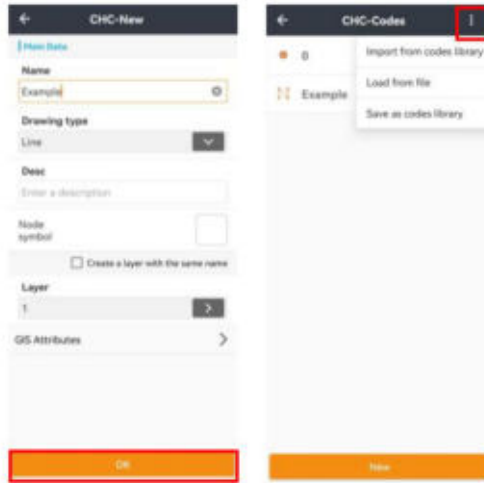 CHC-New
Main Data
Name
Example
Drawing type
Line
Desc
Enter a description
Node
symbol
Create a layer with the same name
Layer
1
GIS Attributes
OK
CHC-Codes
0
Example
Import from codes library
Load from file
Save as codes library
New